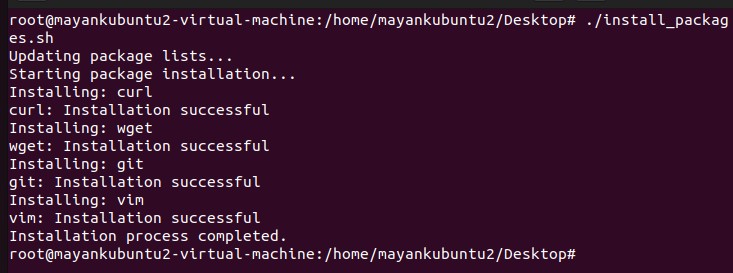 root@mayankubuntu2-virtual-machine:/home/mayankubuntu2/Desktop# ./install_packag
es.sh
Updating package lists...
Starting package installation...
Installing: curl
curl: Installation successful
Installing: wget
wget: Installation successful
Installing: git
git: Installation successful
Installing: vim
vim: Installation successful
Installation process completed.
root@mayankubuntu2-virtual-machine:/home/mayankubuntu2/Desktop#